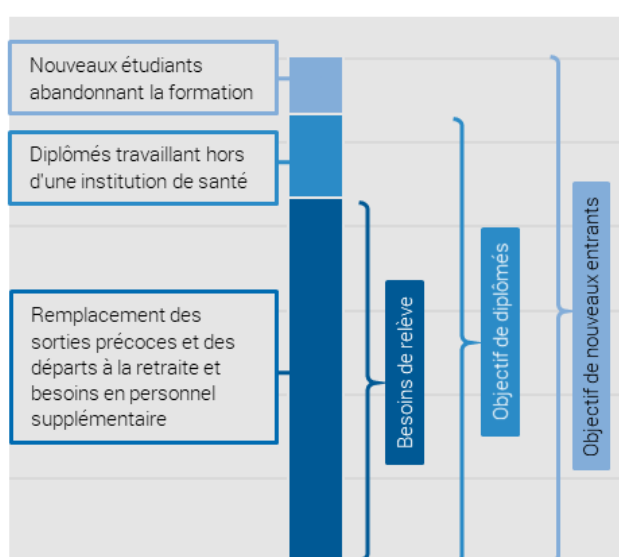 Nouveaux étudiants
abandonnant la formation
Diplômés travaillant hors
d'une institution de santé
Remplacement des
sorties précoces et des
départs à la retraite et
besoins en personnel
supplémentaire
Besoins de relève
Objectif de diplômés
Objectif de nouveaux entrants